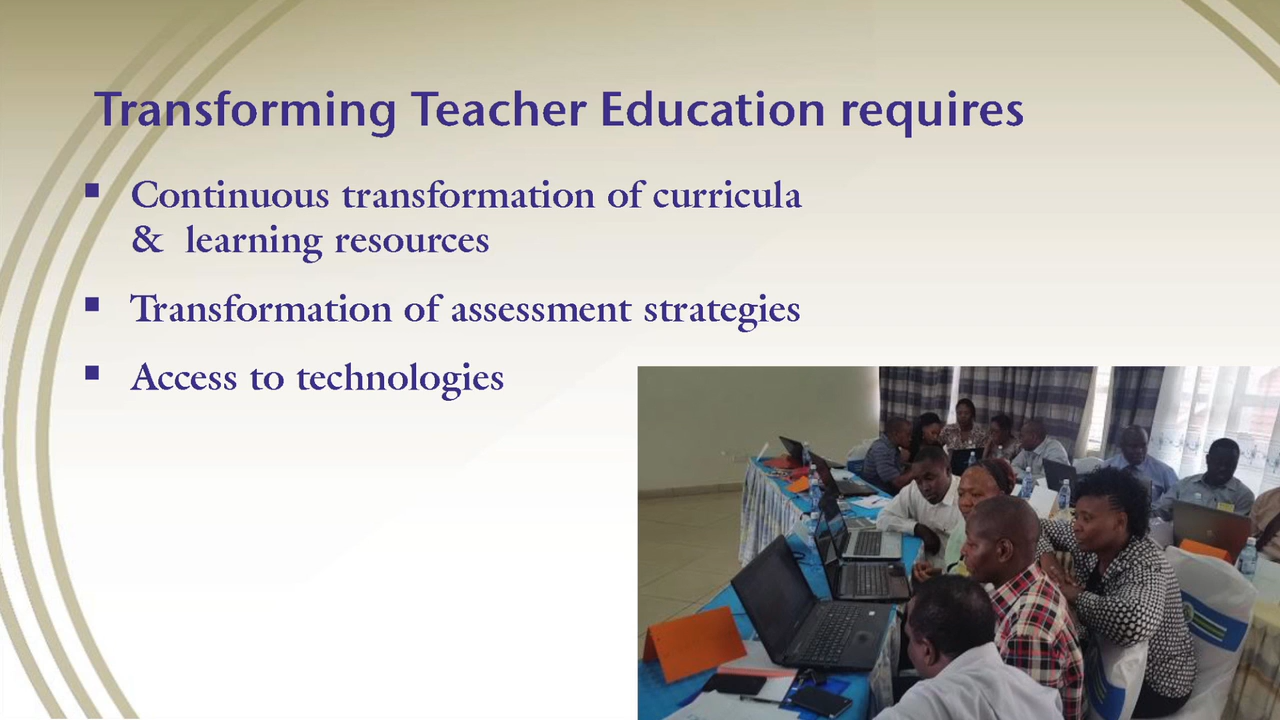 Transforming Teacher Education requires
▪ Continuous transformation of curricula
& learning resources
▪ Transformation of assessment strategies
▪ Access to technologies